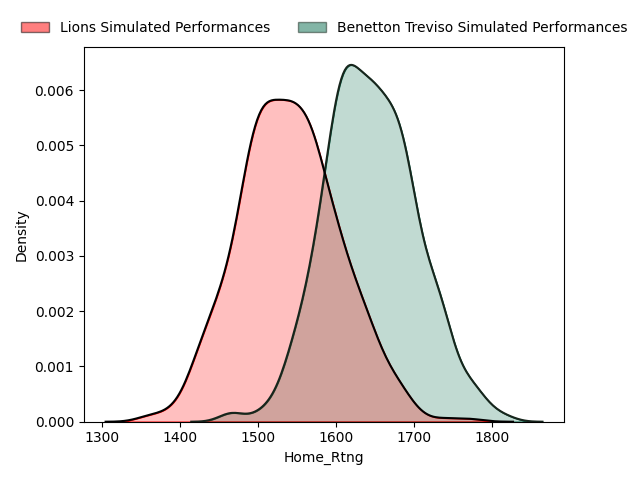 Lions Simulated Performances
Benetton Treviso Simulated Performances
0.006
0.005
0.004
0.003
0.002
0.001
0.000
Density
1300 1400 1500 1600 1700 1800
Home_Rtng